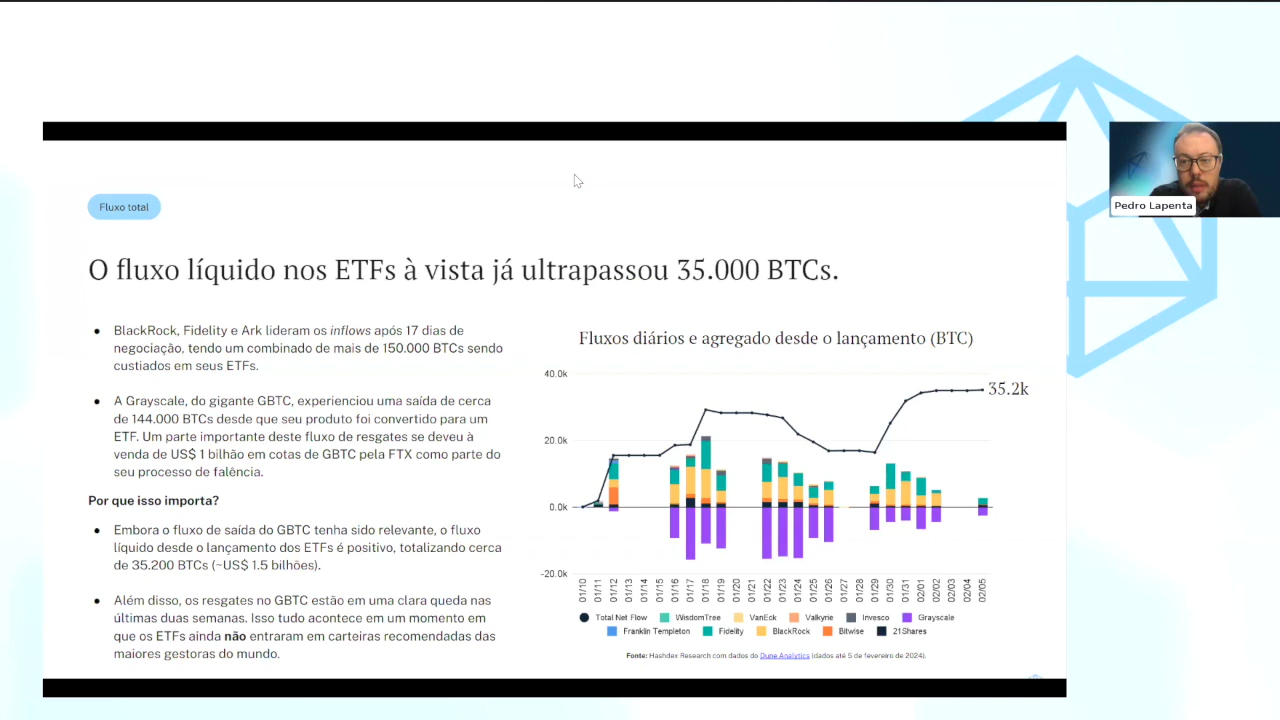 Fluxo total
O fluxo líquido nos ETFs à vista já ultrapassou 35.000 BTCs.
BlackRock, Fidelity e Ark lideram os inflows após 17 dias de
negociação, tendo um combinado de mais de 150.000 BTCs sendo
custiados em seus ETFs.
A Grayscale, do gigante GBTC, experienciou uma saída de cerca
de 144.000 BTCs desde que seu produto foi convertido para um
ETF. Um parte importante deste fluxo de resgates se deveu à
venda de US$ 1 bilhão em cotas de GBTC pela FTX como parte do
seu processo de falência.
Por que isso importa?
Embora o fluxo de saída do GBTC tenha sido relevante, o fluxo
líquido desde o lançamento dos ETFs é positivo, totalizando cerca
de 35.200 BTCs (~US$ 1.5 bilhões).
Além disso, os resgates no GBTC estão em uma clara queda nas
últimas duas semanas. Isso tudo acontece em um momento em
que os ETFs ainda não entraram em carteiras recomendadas das
maiores gestoras do mundo.
Fluxos diários e agregado desde o lançamento (BTC)
40.0k
35.2k
20.0k
0.0k
-20.0k
01/10 01/11 01/12 01/13 01/14 01/15 01/16 01/17 01/18 01/19 01/20 01/21 01/22 01/23 01/24 01/25 01/26 01/27 01/28 01/29 01/30 01/31 02/01 02/02 02/03 02/04 02/05
Total Net Flow WisdomTree VanEck Valkyrie Invesco Grayscale
Franklin Templeton Fidelity BlackRock Bitwise 21Shares
Fonte: Hashdex Research com dados do Dune Analytics (dados até 5 de fevereiro de 2024).
Pedro Lapenta